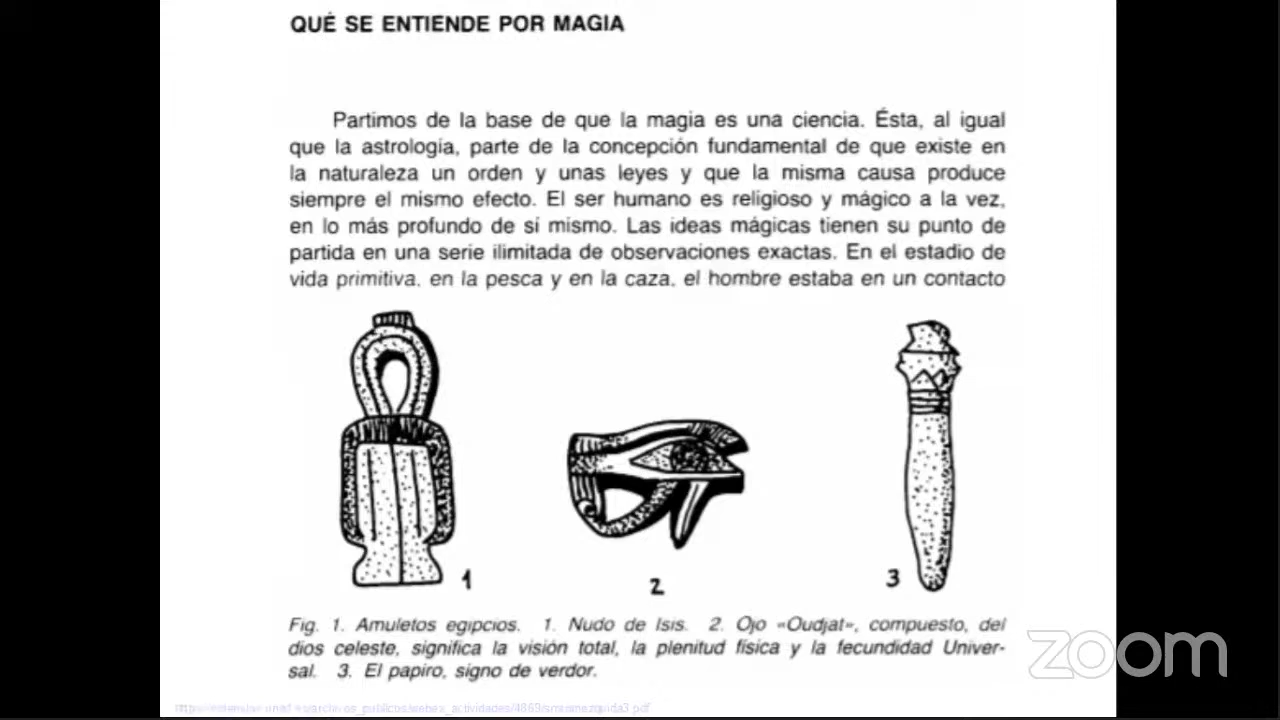 QUÉ SE ENTIENDE POR MAGIA
Partimos de la base de que la magia es una ciencia. Ésta, al igual
que la astrología, parte de la concepción fundamental de que existe en
la naturaleza un orden y unas leyes y que la misma causa produce
siempre el mismo efecto. El ser humano es religioso y mágico a la vez,
en lo más profundo de sí mismo. Las ideas mágicas tienen su punto de
partida en una serie ilimitada de observaciones exactas. En el estadio de
vida primitiva, en la pesca y en la caza, el hombre estaba en un contacto
1
2
3
Fig. 1. Amuletos egipcios. 1. Nudo de Isis. 2. Ojo «Oudjat», compuesto, del
dios celeste, significa la visión total, la plenitud física y la fecundidad Univer-
sal. 3. El papiro, signo de verdor.
zoom